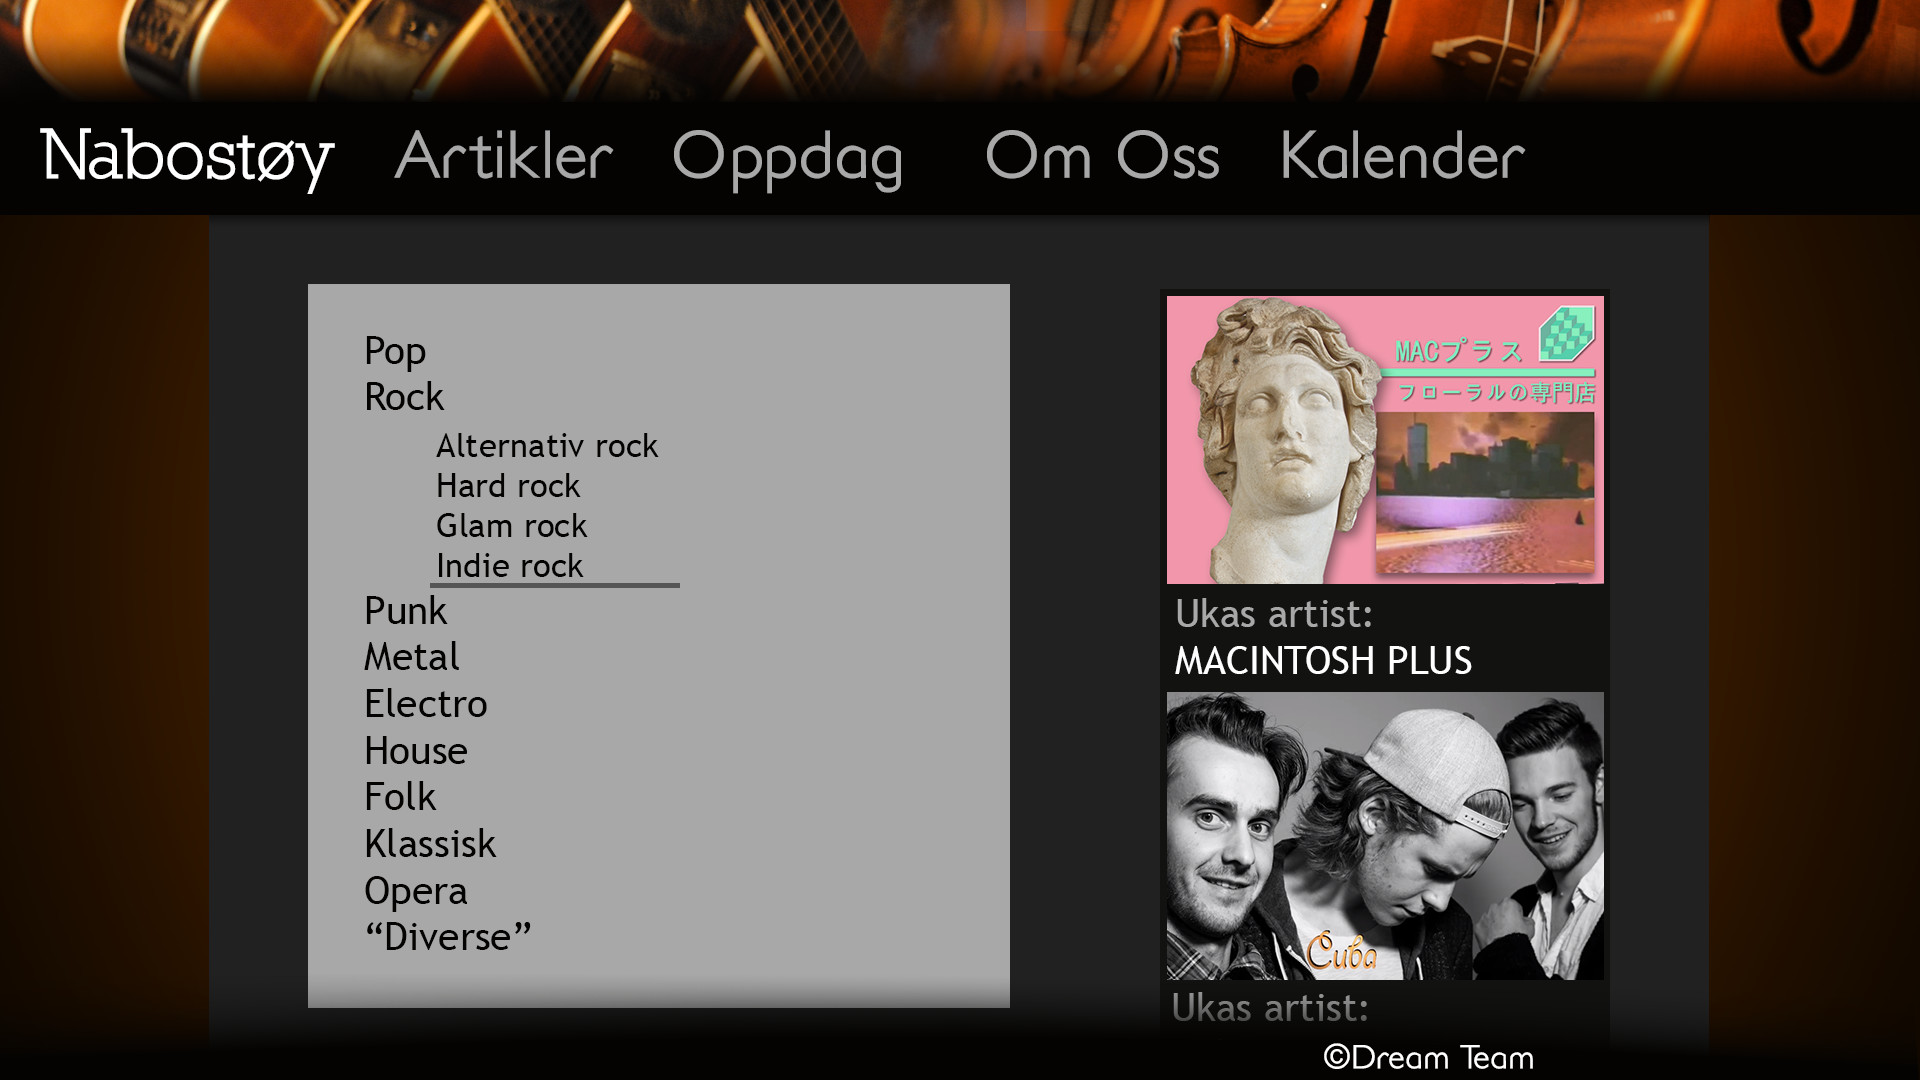 Nabostøy Artikler Oppdag Om Oss Kalender
Pop
Rock
Alternativ rock
Hard rock
Glam rock
Indie rock
Punk
Metal
Electro
House
Folk
Klassisk
Opera
“Diverse”
MACプラス
フローラルの専門店
Ukas artist:
MACINTOSH PLUS
Cuba
Ukas artist:
©Dream Team